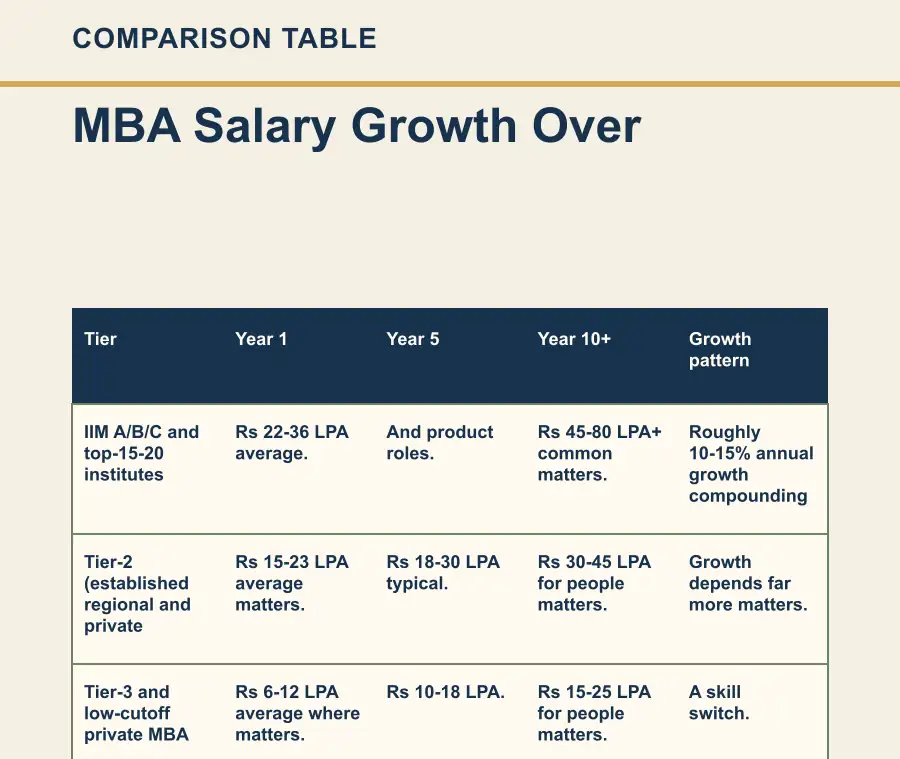 COMPARISON TABLE
MBA Salary Growth Over
Tier
Year 1
Year 5
Year 10+
Growth
pattern
IIM A/B/C and
top-15-20
institutes
Rs 22-36 LPA
average.
And product
roles.
Rs 45-80 LPA+
common
matters.
Roughly
10-15% annual
growth
compounding
Tier-2
(established
regional and
private
Rs 15-23 LPA
average
matters.
Rs 18-30 LPA
typical.
Rs 30-45 LPA
for people
matters.
Growth
depends far
more matters.
Tier-3 and
low-cutoff
private MBA
Rs 6-12 LPA
average where
matters.
Rs 10-18 LPA.
Rs 15-25 LPA
for people
matters.
A skill
switch.